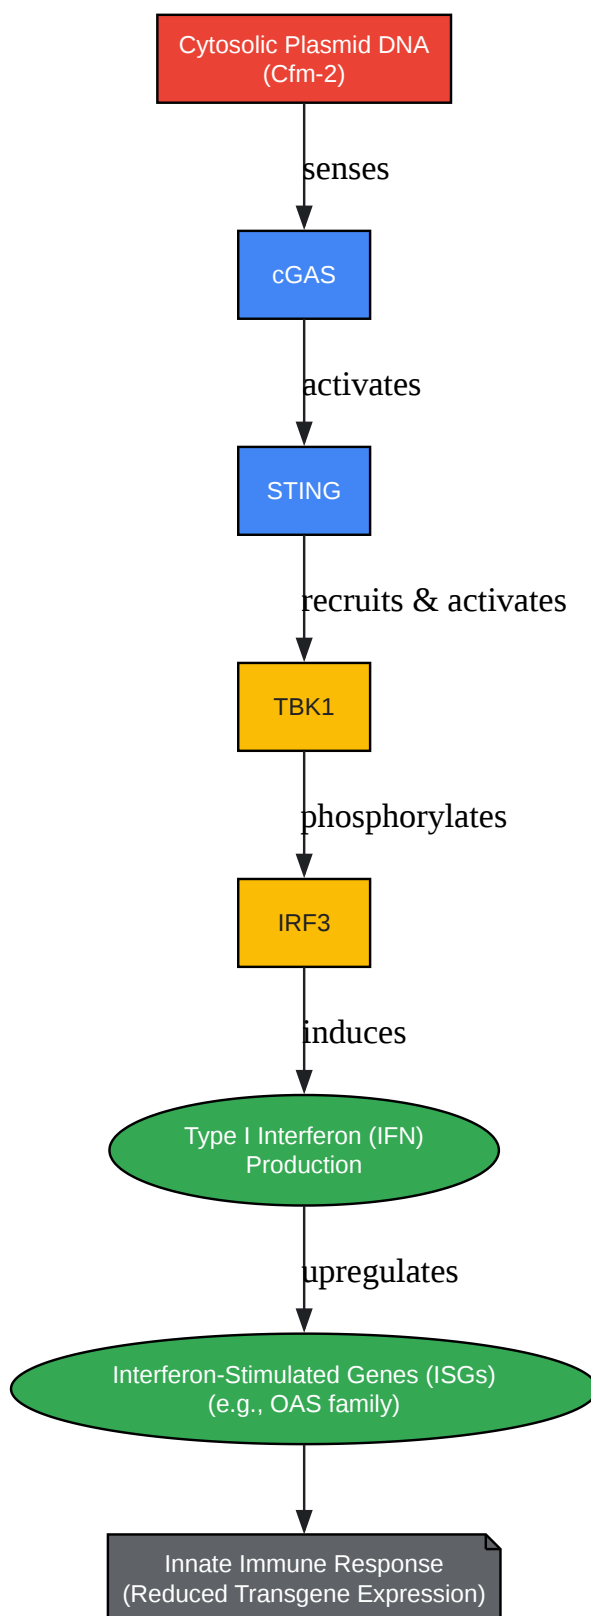 Cytosolic Plasmid DNA
(Cfm-2)
senses
cGAS
activates
STING
recruits & activates
TBK1
phosphorylates
IRF3
induces
Type I Interferon (IFN)
Production
upregulates
Interferon-Stimulated Genes (ISGs)
(e.g., OAS family)
Innate Immune Response
(Reduced Transgene Expression)